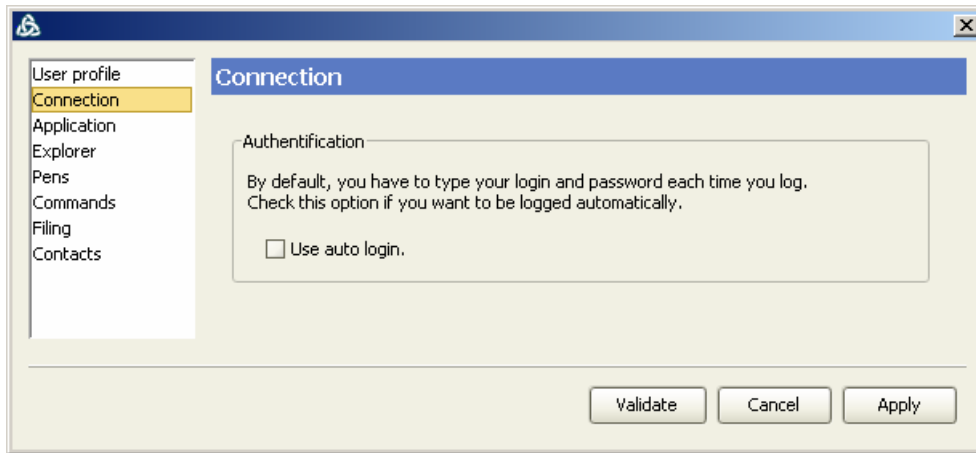 User profile
Connection
Application
Explorer
Pens
Commands
Filing
Contacts
Connection
Authentification
By default, you have to type your login and password each time you log.
Check this option if you want to be logged automatically.
Use auto login.
Validate Cancel Apply